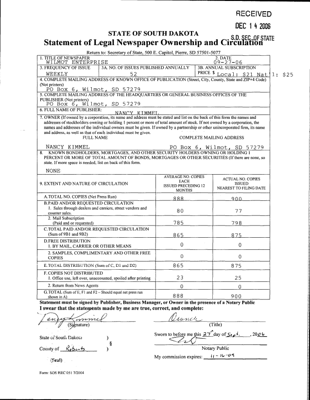 RECEIVED
DEC 14 2006
S.D. SEC. OF STATE
STATE OF SOUTH DAKOTA
Statement of Legal Newspaper Ownership and Circulation
Return to: Secretary of State, 500 E. Capitol, Pierre, SD 57501-5077
1. TITLE OF NEWSPAPER
WILMOT ENTERPRISE
2. DATE
09-27-06
3. FREQUENCY OF ISSUE
WEEKLY
3A. NO. OF ISSUES PUBLISHED ANNUALLY
52
3B. ANNUAL SUBSCRIPTION
PRICE $ Local: $21 Nat'l: $25
4. COMPLETE MAILING ADDRESS OF KNOWN OFFICE OF PUBLICATION (Street, City, County, State and ZIP+4 Code)
(Not printers)
PO Box 6, Wilmot, SD 57279
5. COMPLETE MAILING ADDRESS OF THE HEADQUARTERS OR GENERAL BUSINESS OFFICES OF THE
PUBLISHER (Not printers)
PO Box 6, Wilmot, SD 57279
6. FULL NAME OF PUBLISHER:
NANCY KIMMEL
7. OWNER (If owned by a corporation, its name and address must be stated and list on the back of this form the names and
addresses of stockholders owning or holding 1 percent or more of total amount of stock. If not owned by a corporation, the
names and addresses of the individual owners must be given. If owned by a partnership or other unincorporated firm, its name
and address, as well as that of each individual must be given.
FULL NAME
COMPLETE MAILING ADDRESS
NANCY KIMMEL
PO Box 6, Wilmot, SD 57279
8. KNOWN BONDHOLDERS, MORTGAGES, AND OTHER SECURITY HOLDERS OWNING OR HOLDING 1
PERCENT OR MORE OF TOTAL AMOUNT OF BONDS, MORTGAGES OR OTHER SECURITIES (If there are none, so
state. If more space is needed, list on back of this form.
NONE
9. EXTENT AND NATURE OF CIRCULATION
AVERAGE NO. COPIES
EACH
ISSUED PRECEDING 12
MONTHS
ACTUAL NO. COPIES
ISSUED
NEAREST TO FILING DATE
A. TOTAL NO. COPIES (Net Press Run)
888
900
B. PAID AND/OR REQUESTED CIRCULATION
1. Sales through dealers and carriers, street vendors and
counter sales.
80
77
2. Mail Subscription
(Paid and or requested)
785
798
C. TOTAL PAID AND/OR REQUESTED CIRCULATION
(Sum of 9B1 and 9B2)
865
875
D. FREE DISTRIBUTION
1. BY MAIL, CARRIER OR OTHER MEANS
0
0
2. SAMPLES, COMPLIMENTARY AND OTHER FREE
COPIES
0
0
E. TOTAL DISTRIBUTION (Sum of C, D1 and D2)
865
875
F. COPIES NOT DISTRIBUTED
1. Office use, left over, unaccounted, spoiled after printing
23
25
2. Return from News Agents
0
0
G. TOTAL (Sum of E, F1 and F2 - Should equal net press run
shown in A)
888
900
Statement must be signed by Publisher, Business Manager, or Owner in the presence of a Notary Public
I swear that the statements made by me are true, correct, and complete:
Nancy Kimmel
Owner
(Signature)
(Title)
State of South Dakota )
Sworn to before me this 27 day of Sept, 2006
County of Roberts )
Notary Public
(Seal)
My commission expires: 11-16-09